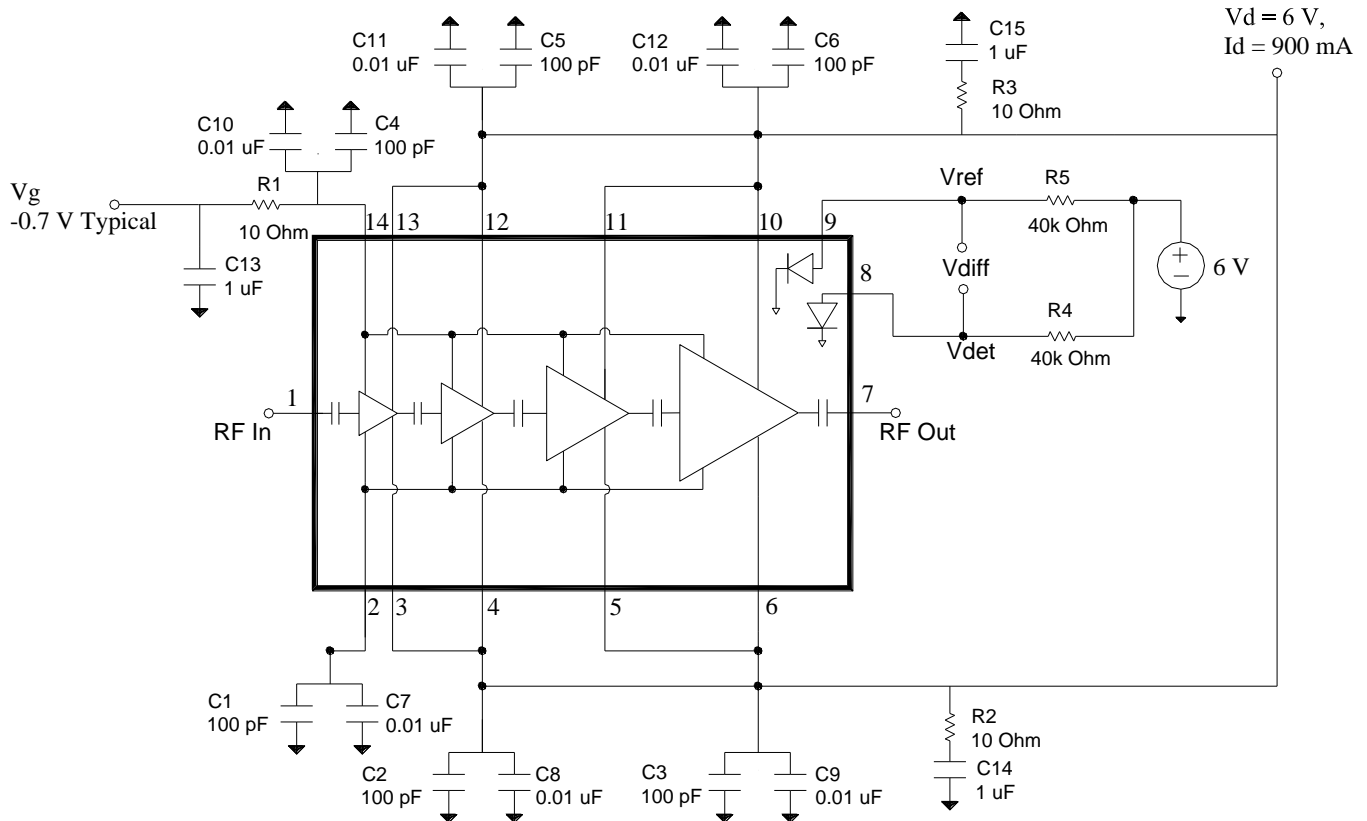 Vd = 6 V,
Id = 900 mA
C11
0.01 uF
C5
100 pF
C12
0.01 uF
C6
100 pF
C15
1 uF
R3
10 Ohm
C10
0.01 uF
C4
100 pF
Vg
-0.7 V Typical
R1
10 Ohm
C13
1 uF
14
13
12
11
10
9
8
Vref
R5
40k Ohm
Vdiff
6 V
R4
40k Ohm
Vdet
1
RF In
7
RF Out
2
3
4
5
6
C1
100 pF
C7
0.01 uF
C2
100 pF
C8
0.01 uF
C3
100 pF
C9
0.01 uF
R2
10 Ohm
C14
1 uF